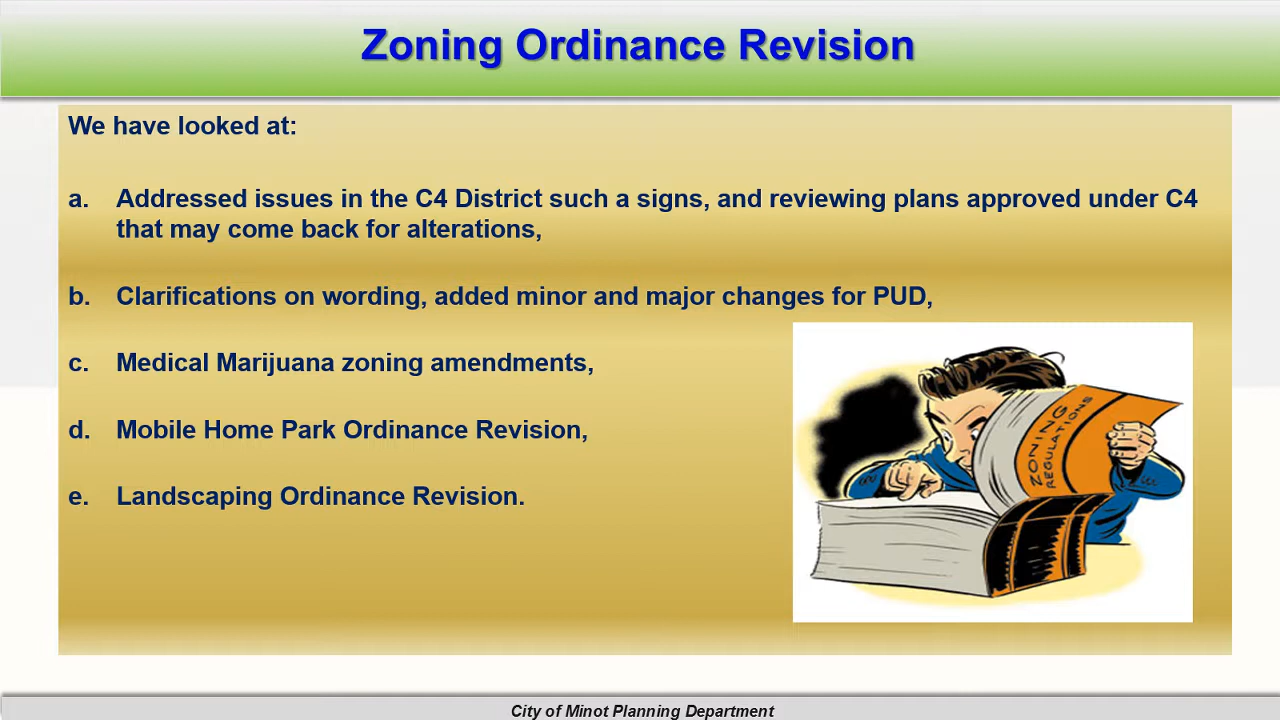 Zoning Ordinance Revision
We have looked at:
a. Addressed issues in the C4 District such a signs, and reviewing plans approved under C4
that may come back for alterations,
b. Clarifications on wording, added minor and major changes for PUD,
c. Medical Marijuana zoning amendments,
d. Mobile Home Park Ordinance Revision,
e. Landscaping Ordinance Revision.
ZONING
REGULATIONS
City of Minot Planning Department